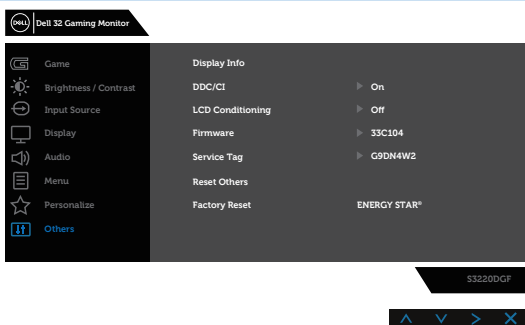 DELL Dell 32 Gaming Monitor
Game
Display Info
Brightness / Contrast
DDC/CI On
Input Source
LCD Conditioning Off
Display
Firmware 33C104
Audio
Service Tag G9DN4W2
Menu
Reset Others
Personalize
Factory Reset ENERGY STAR®
Others
S3220DGF